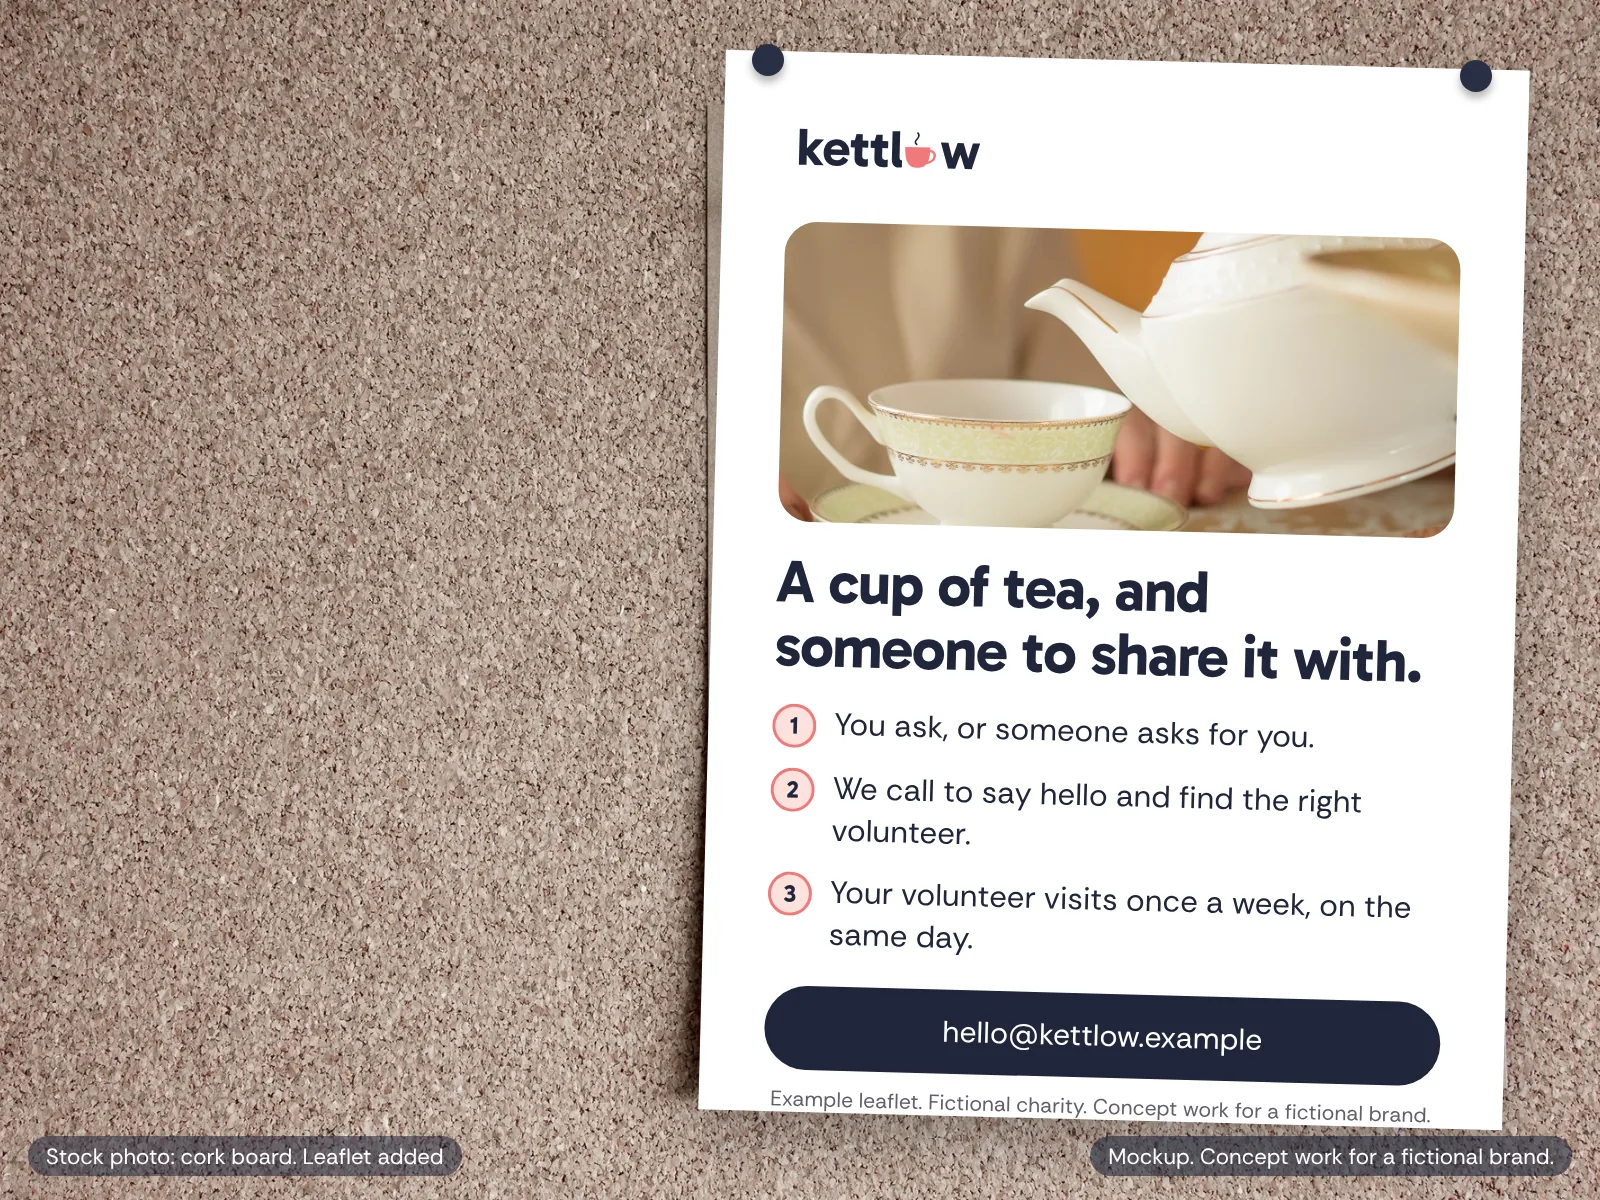 kettlow
A cup of tea, and
someone to share it with.
1 You ask, or someone asks for you.
2 We call to say hello and find the right
volunteer.
3 Your volunteer visits once a week, on the
same day.
hello@kettlow.example
Example leaflet. Fictional charity. Concept work for a fictional brand.
Stock photo: cork board. Leaflet added
Mockup. Concept work for a fictional brand.